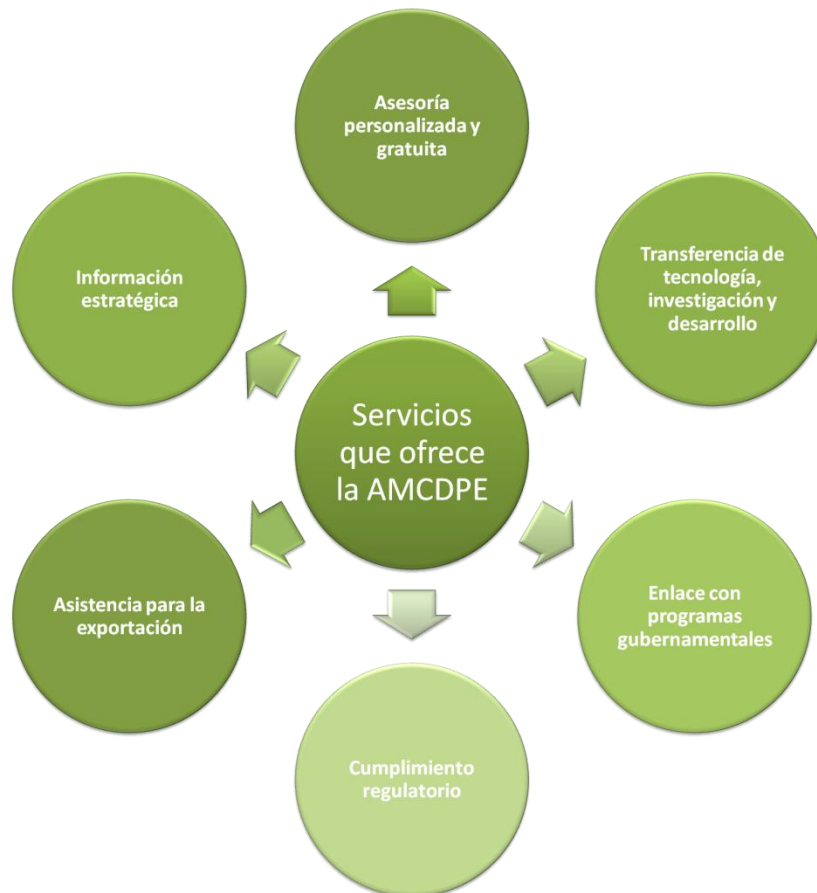 Asesoría
personalizada y
gratuita
Transferencia de
tecnología,
investigación y
desarrollo
Enlace con
programas
gubernamentales
Cumplimiento
regulatorio
Asistencia para la
exportación
Información
estratégica
Servicios
que ofrece
la AMCDPE